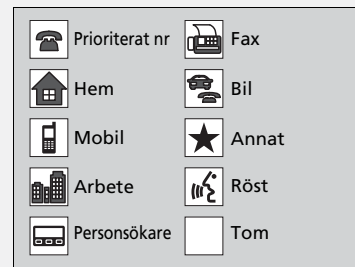 Prioriterat nr
Fax
Hem
Bil
Mobil
Annat
Arbete
Röst
Personsökare
Tom